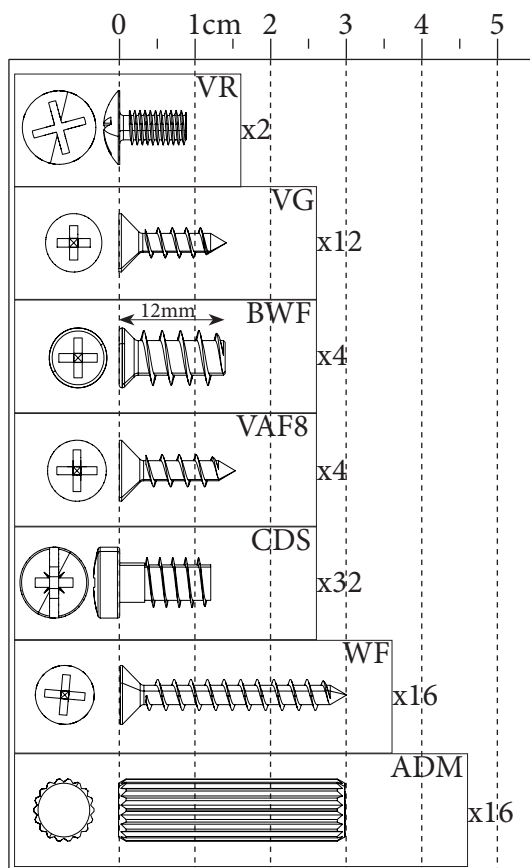 0 1cm 2 3 4 5
VR
x2
VG
x12
12mm BWF
x4
VAF8
x4
CDS
x32
WF
x16
ADM
x16